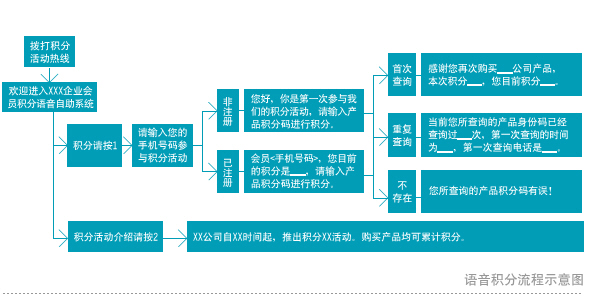 拨打积分
活动热线
欢迎进入XXX企业会
员积分语音自助系统
积分请按1
请输入您的
手机号码参
与积分活动
非
注
册
您好，你是第一次参与我
们的积分活动，请输入产
品积分码进行积分。
已
注
册
会员<手机号码>，您目前
的积分是___，请输入产
品积分码进行积分。
首次
查询
感谢您再次购买___公司产品，
本次积分___，您目前积分___。
重复
查询
当前您所查询的产品身份码已经
查询过___次，第一次查询的时间
为___，第一次查询电话是___。
不
存在
您所查询的产品积分码有误！
积分活动介绍请按2
XX公司自XX时间起，推出积分XX活动。购买产品均可累计积分。
语音积分流程示意图